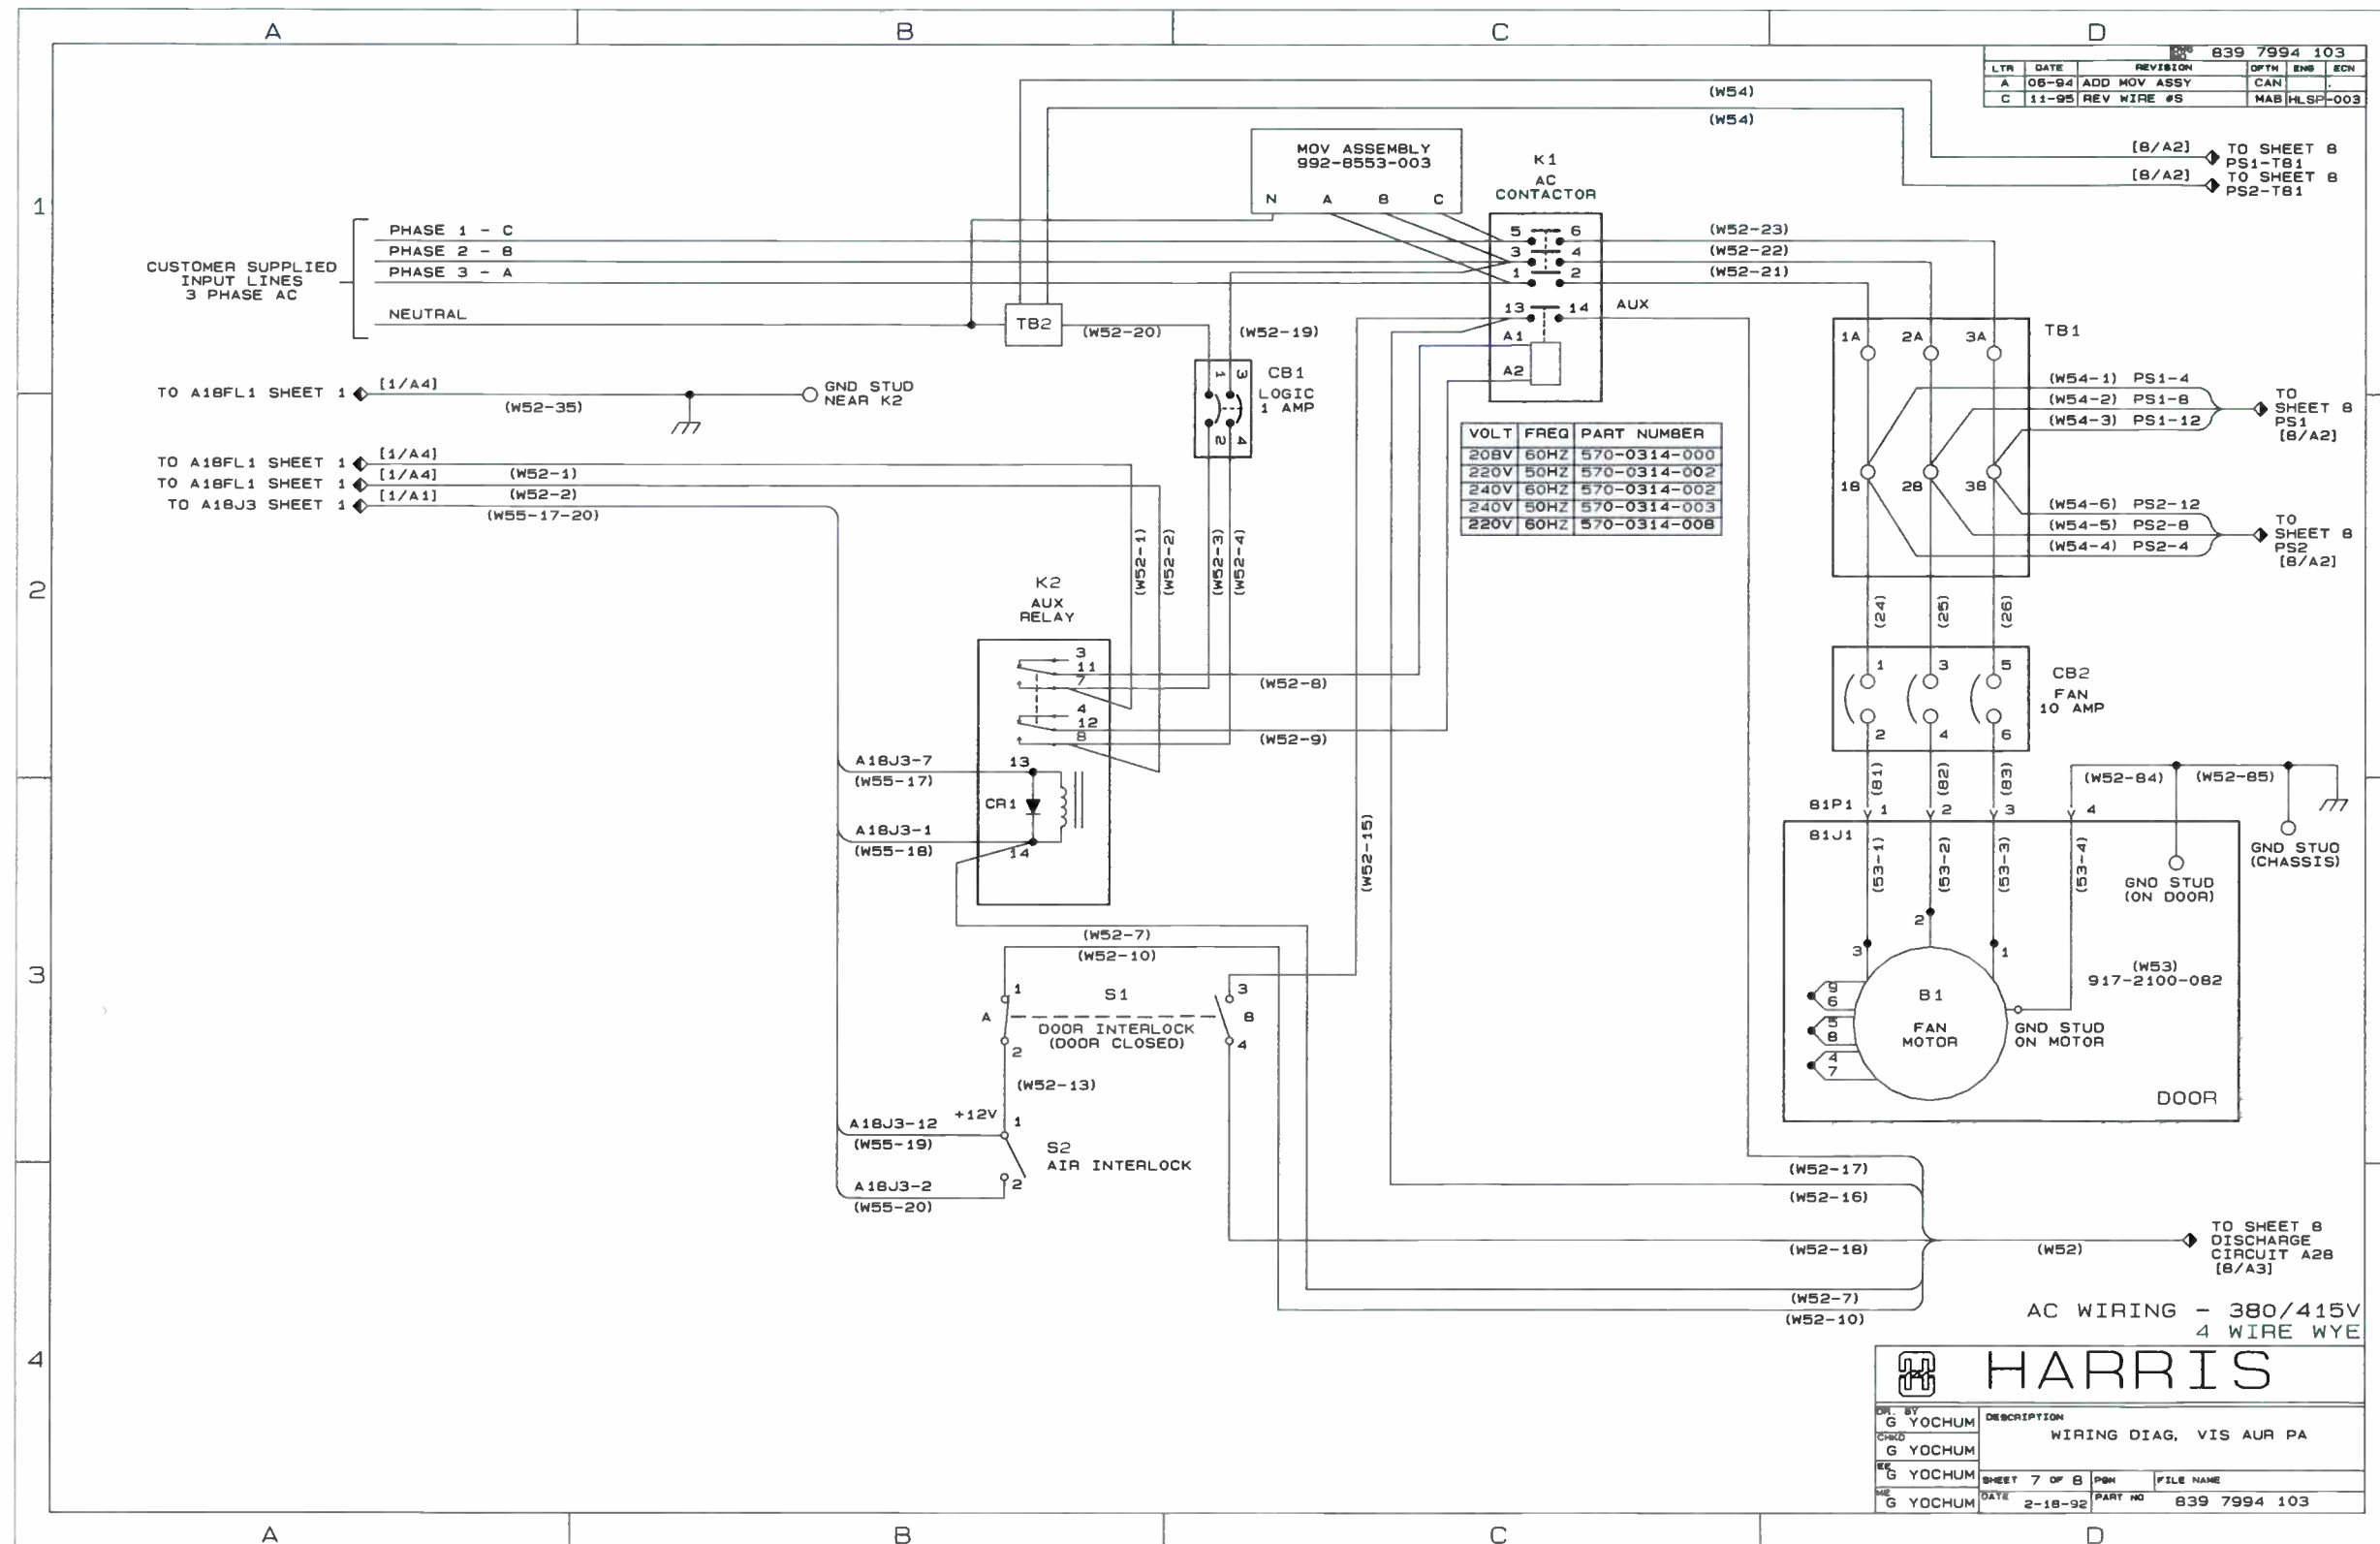 A
B
C
D
839 7994 103
LTR DATE REVISION DFTM ENG ECN
A 06-94 ADD MOV ASSY CAN .
C 11-95 REV WIRE #S MAB HLSP-003
(W54)
(W54)
[8/A2] TO SHEET 8
PS1-TB1
[8/A2] TO SHEET 8
PS2-TB1
MOV ASSEMBLY
992-8553-003
N A B C
K1
AC
CONTACTOR
1
PHASE 1 - C
PHASE 2 - B
PHASE 3 - A
NEUTRAL
CUSTOMER SUPPLIED
INPUT LINES
3 PHASE AC
5 6
3 4
1 2
13 14 AUX
A1
A2
(W52-23)
(W52-22)
(W52-21)
TB2
(W52-20)
(W52-19)
1 3
2 4
CB1
LOGIC
1 AMP
TO A18FL1 SHEET 1 [1/A4]
(W52-35)
GND STUD
NEAR K2
TO A18FL1 SHEET 1 [1/A4]
(W52-1)
TO A18FL1 SHEET 1 [1/A4]
(W52-2)
TO A18J3 SHEET 1 [1/A1]
(W55-17-20)
VOLT FREQ PART NUMBER
208V 60HZ 570-0314-000
220V 50HZ 570-0314-002
240V 60HZ 570-0314-002
240V 50HZ 570-0314-003
220V 60HZ 570-0314-008
TB1
1A 2A 3A
1B 2B 3B
(W54-1) PS1-4
(W54-2) PS1-8
(W54-3) PS1-12
TO
SHEET 8
PS1
[8/A2]
(W54-6) PS2-12
(W54-5) PS2-8
(W54-4) PS2-4
TO
SHEET 8
PS2
[8/A2]
2
(W52-1)
(W52-2)
(W52-3)
(W52-4)
K2
AUX
RELAY
3
11
7
4
12
8
13
CR1
14
(W52-8)
(W52-9)
(24)
(25)
(26)
1 3 5
2 4 6
CB2
FAN
10 AMP
A18J3-7
(W55-17)
A18J3-1
(W55-18)
(W52-15)
(81)
(82)
(83)
(W52-84) (W52-85)
B1P1 1 2 3 4
B1J1
(53-1)
(53-2)
(53-3)
(53-4)
GND STUD
(CHASSIS)
GND STUD
(ON DOOR)
3 2 1
(W53)
917-2100-082
B1
FAN
MOTOR
9
6
5
8
4
7
GND STUD
ON MOTOR
DOOR
3
(W52-7)
(W52-10)
1
A
2
S1
DOOR INTERLOCK
(DOOR CLOSED)
3
B
4
(W52-13)
A18J3-12 +12V 1
(W55-19)
S2
AIR INTERLOCK
A18J3-2 2
(W55-20)
(W52-17)
(W52-16)
(W52-18)
(W52)
TO SHEET 8
DISCHARGE
CIRCUIT A28
[8/A3]
(W52-7)
(W52-10)
4
AC WIRING - 380/415V
4 WIRE WYE
HARRIS
DR. BY
G YOCHUM
CHKD
G YOCHUM
EE
G YOCHUM
ME
G YOCHUM
DESCRIPTION
WIRING DIAG, VIS AUR PA
SHEET 7 OF 8 PGM FILE NAME
DATE 2-18-92 PART NO 839 7994 103
A
B
C
D